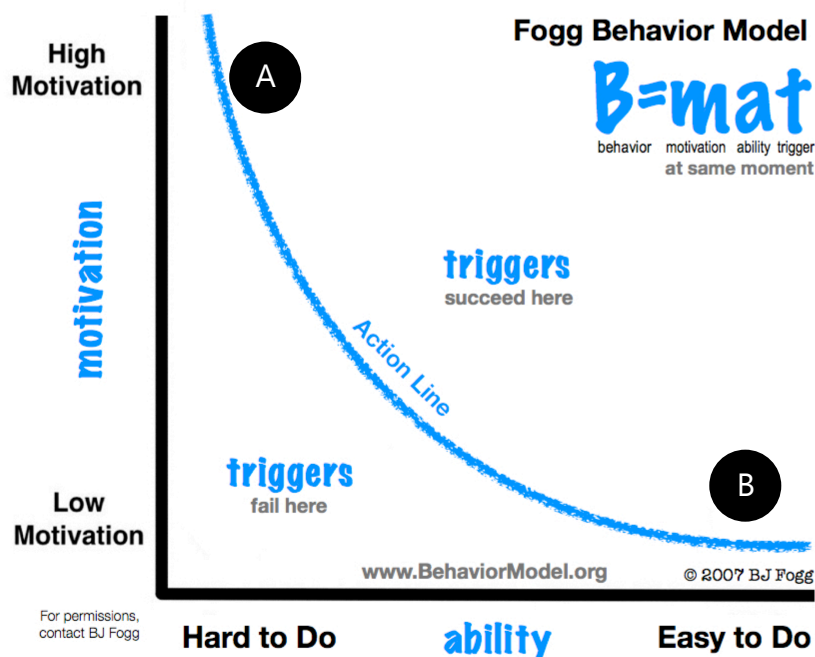 Fogg Behavior Model
B=mat
behavior motivation ability trigger
at same moment
High
Motivation
A
motivation
triggers
succeed here
Action Line
triggers
fail here
B
Low
Motivation
www.BehaviorModel.org
© 2007 BJ Fogg
For permissions,
contact BJ Fogg
Hard to Do
ability
Easy to Do